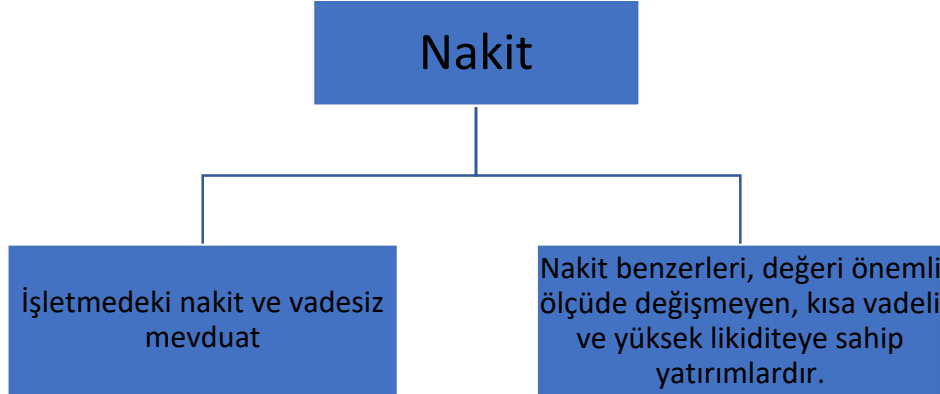 Nakit
İşletmedeki nakit ve vadesiz
mevduat
Nakit benzerleri, değeri önemli
ölçüde değişmeyen, kısa vadeli
ve yüksek likiditeye sahip
yatırımlardır.